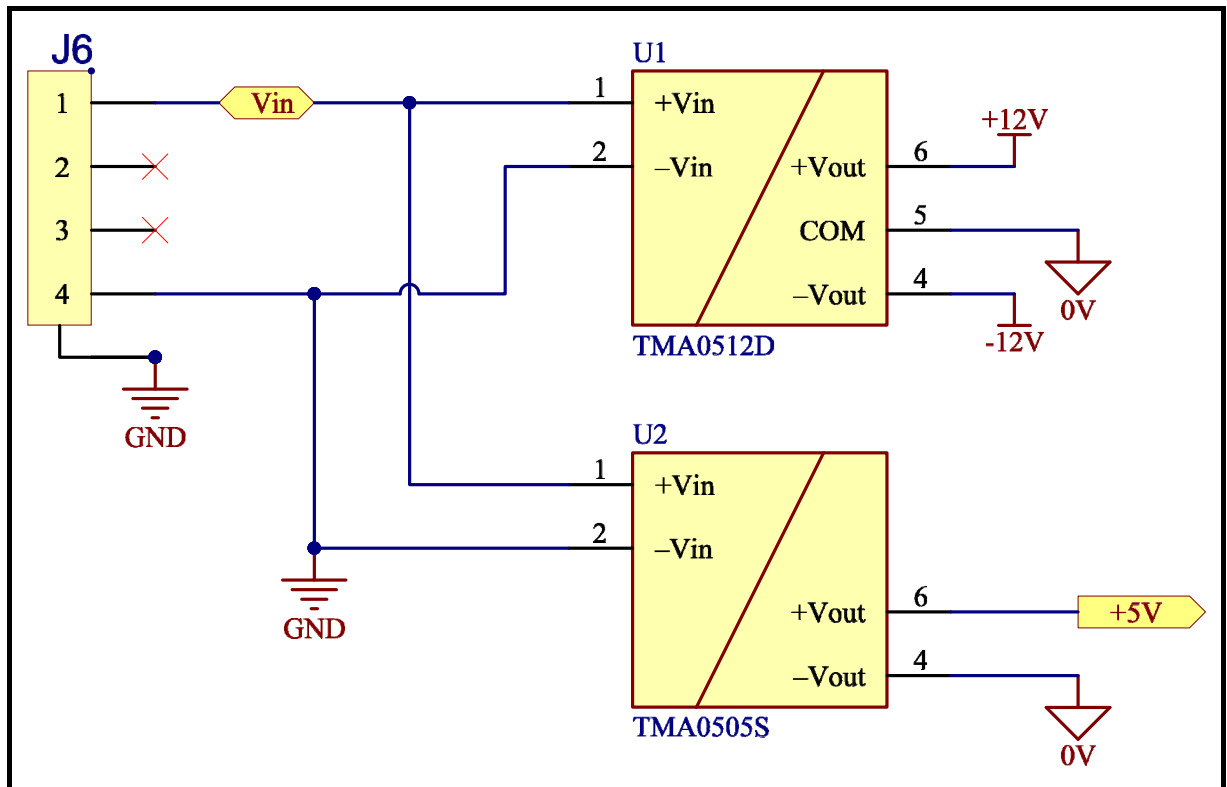 J6
1
Vin
2
3
4
GND
GND
U1
1
+Vin
2
–Vin
+Vout
6
COM
5
–Vout
4
+12V
0V
-12V
TMA0512D
U2
1
+Vin
2
–Vin
+Vout
6
–Vout
4
+5V
0V
TMA0505S